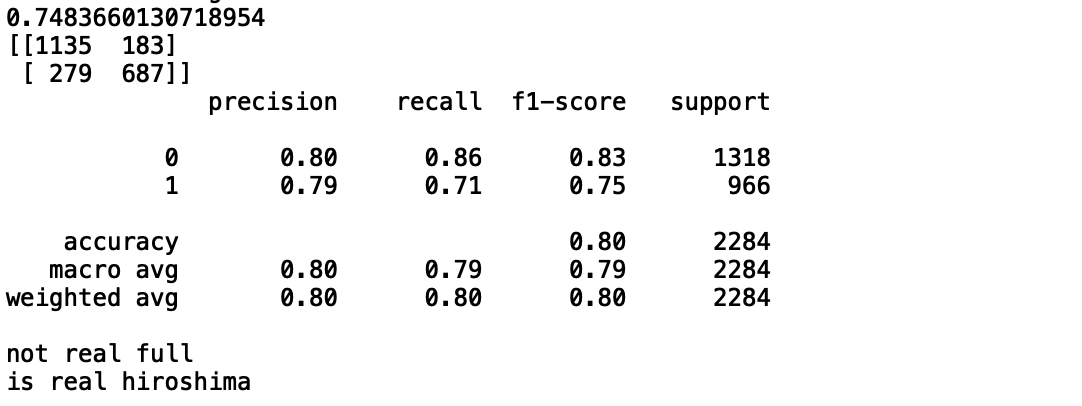 0.7483660130718954
[[1135 183]
[ 279 687]]
precision recall f1-score support
0 0.80 0.86 0.83 1318
1 0.79 0.71 0.75 966
accuracy 0.80 2284
macro avg 0.80 0.79 0.79 2284
weighted avg 0.80 0.80 0.80 2284
not real full
is real hiroshima